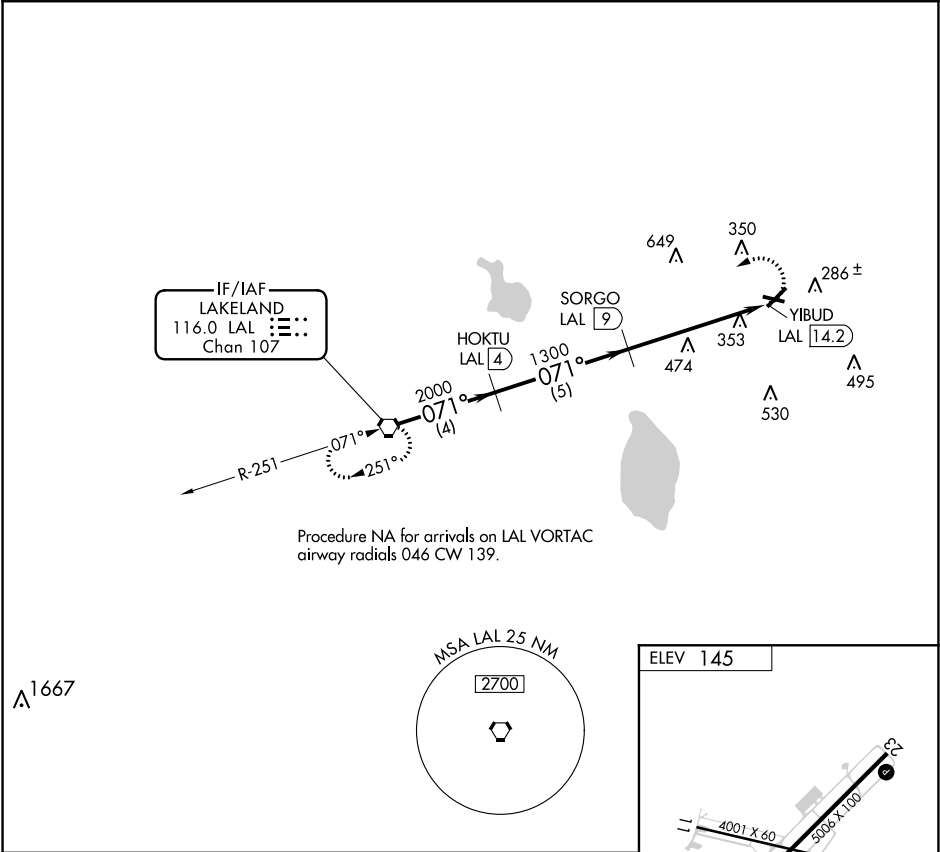 649
350
286 ±
IF/IAF
LAKELAND
116.0 LAL
Chan 107
SORGO
LAL 9
YIBUD
LAL 14.2
HOKTU
LAL 4
1300
071°
(5)
353
474
495
530
2000
071°
(4)
071°
R-251
251°
Procedure NA for arrivals on LAL VORTAC
airway radials 046 CW 139.
MSA LAL 25 NM
2700
1667
ELEV 145
23
P
5006 X 100
11
4001 X 60